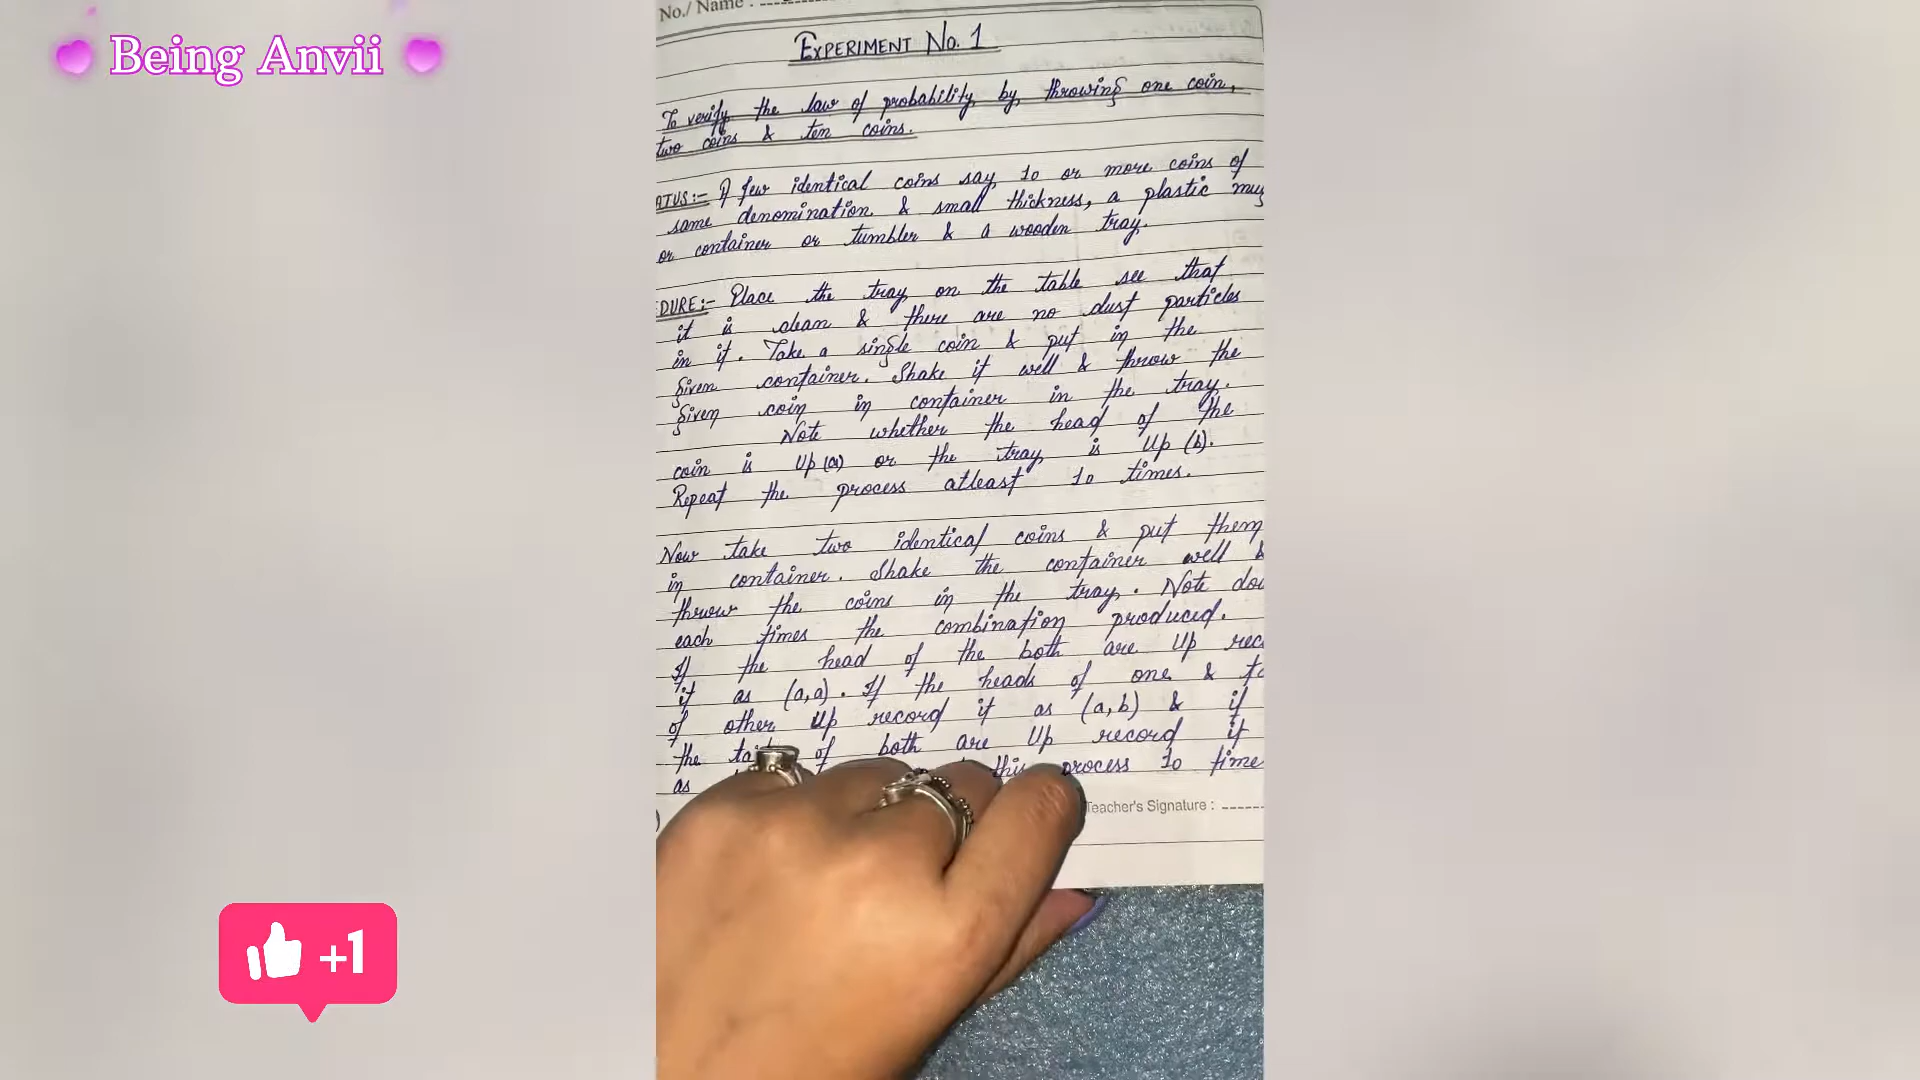 Being Anvii
No./ Name :
EXPERIMENT No. 1
To verify the law of probability by throwing one coin,
two coins & ten coins.
ATUS:- A few identical coins say 10 or more coins of
same denomination & small thickness, a plastic mug
or container or tumbler & a wooden tray.
DURE:- Place the tray on the table see that
it is clean & there are no dust particles
in it. Take a single coin & put in the
given container. Shake it well & throw the
given coin in container in the tray.
Note whether the head of the
coin is Up (a) or the tray is Up (b).
Repeat the process atleast 10 times.
Now take two identical coins & put them
in container. Shake the container well &
throw the coins in the tray. Note
each times the combination produced.
If the head of the both are Up
it as (a,a). If the heads of one &
of other Up record it as (a,b) & if
the of both are Up record it
as this process 10 time
Teacher's Signature :
+1